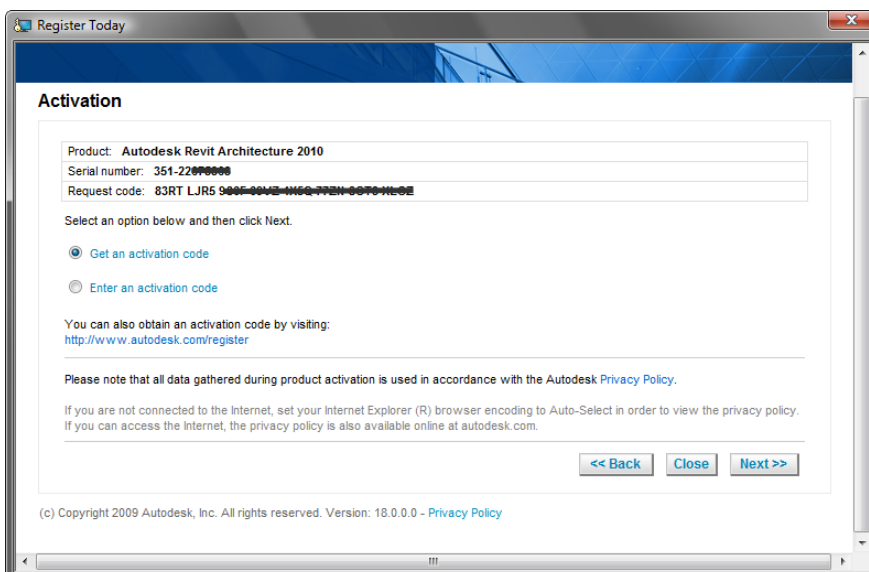 Register Today
Activation
Product: Autodesk Revit Architecture 2010
Serial number: 351-22
Request code: 83RT LJR5
Select an option below and then click Next.
Get an activation code
Enter an activation code
You can also obtain an activation code by visiting:
http://www.autodesk.com/register
Please note that all data gathered during product activation is used in accordance with the Autodesk Privacy Policy.
If you are not connected to the Internet, set your Internet Explorer (R) browser encoding to Auto-Select in order to view the privacy policy.
If you can access the Internet, the privacy policy is also available online at autodesk.com.
<< Back Close Next >>
(c) Copyright 2009 Autodesk, Inc. All rights reserved. Version: 18.0.0.0 - Privacy Policy